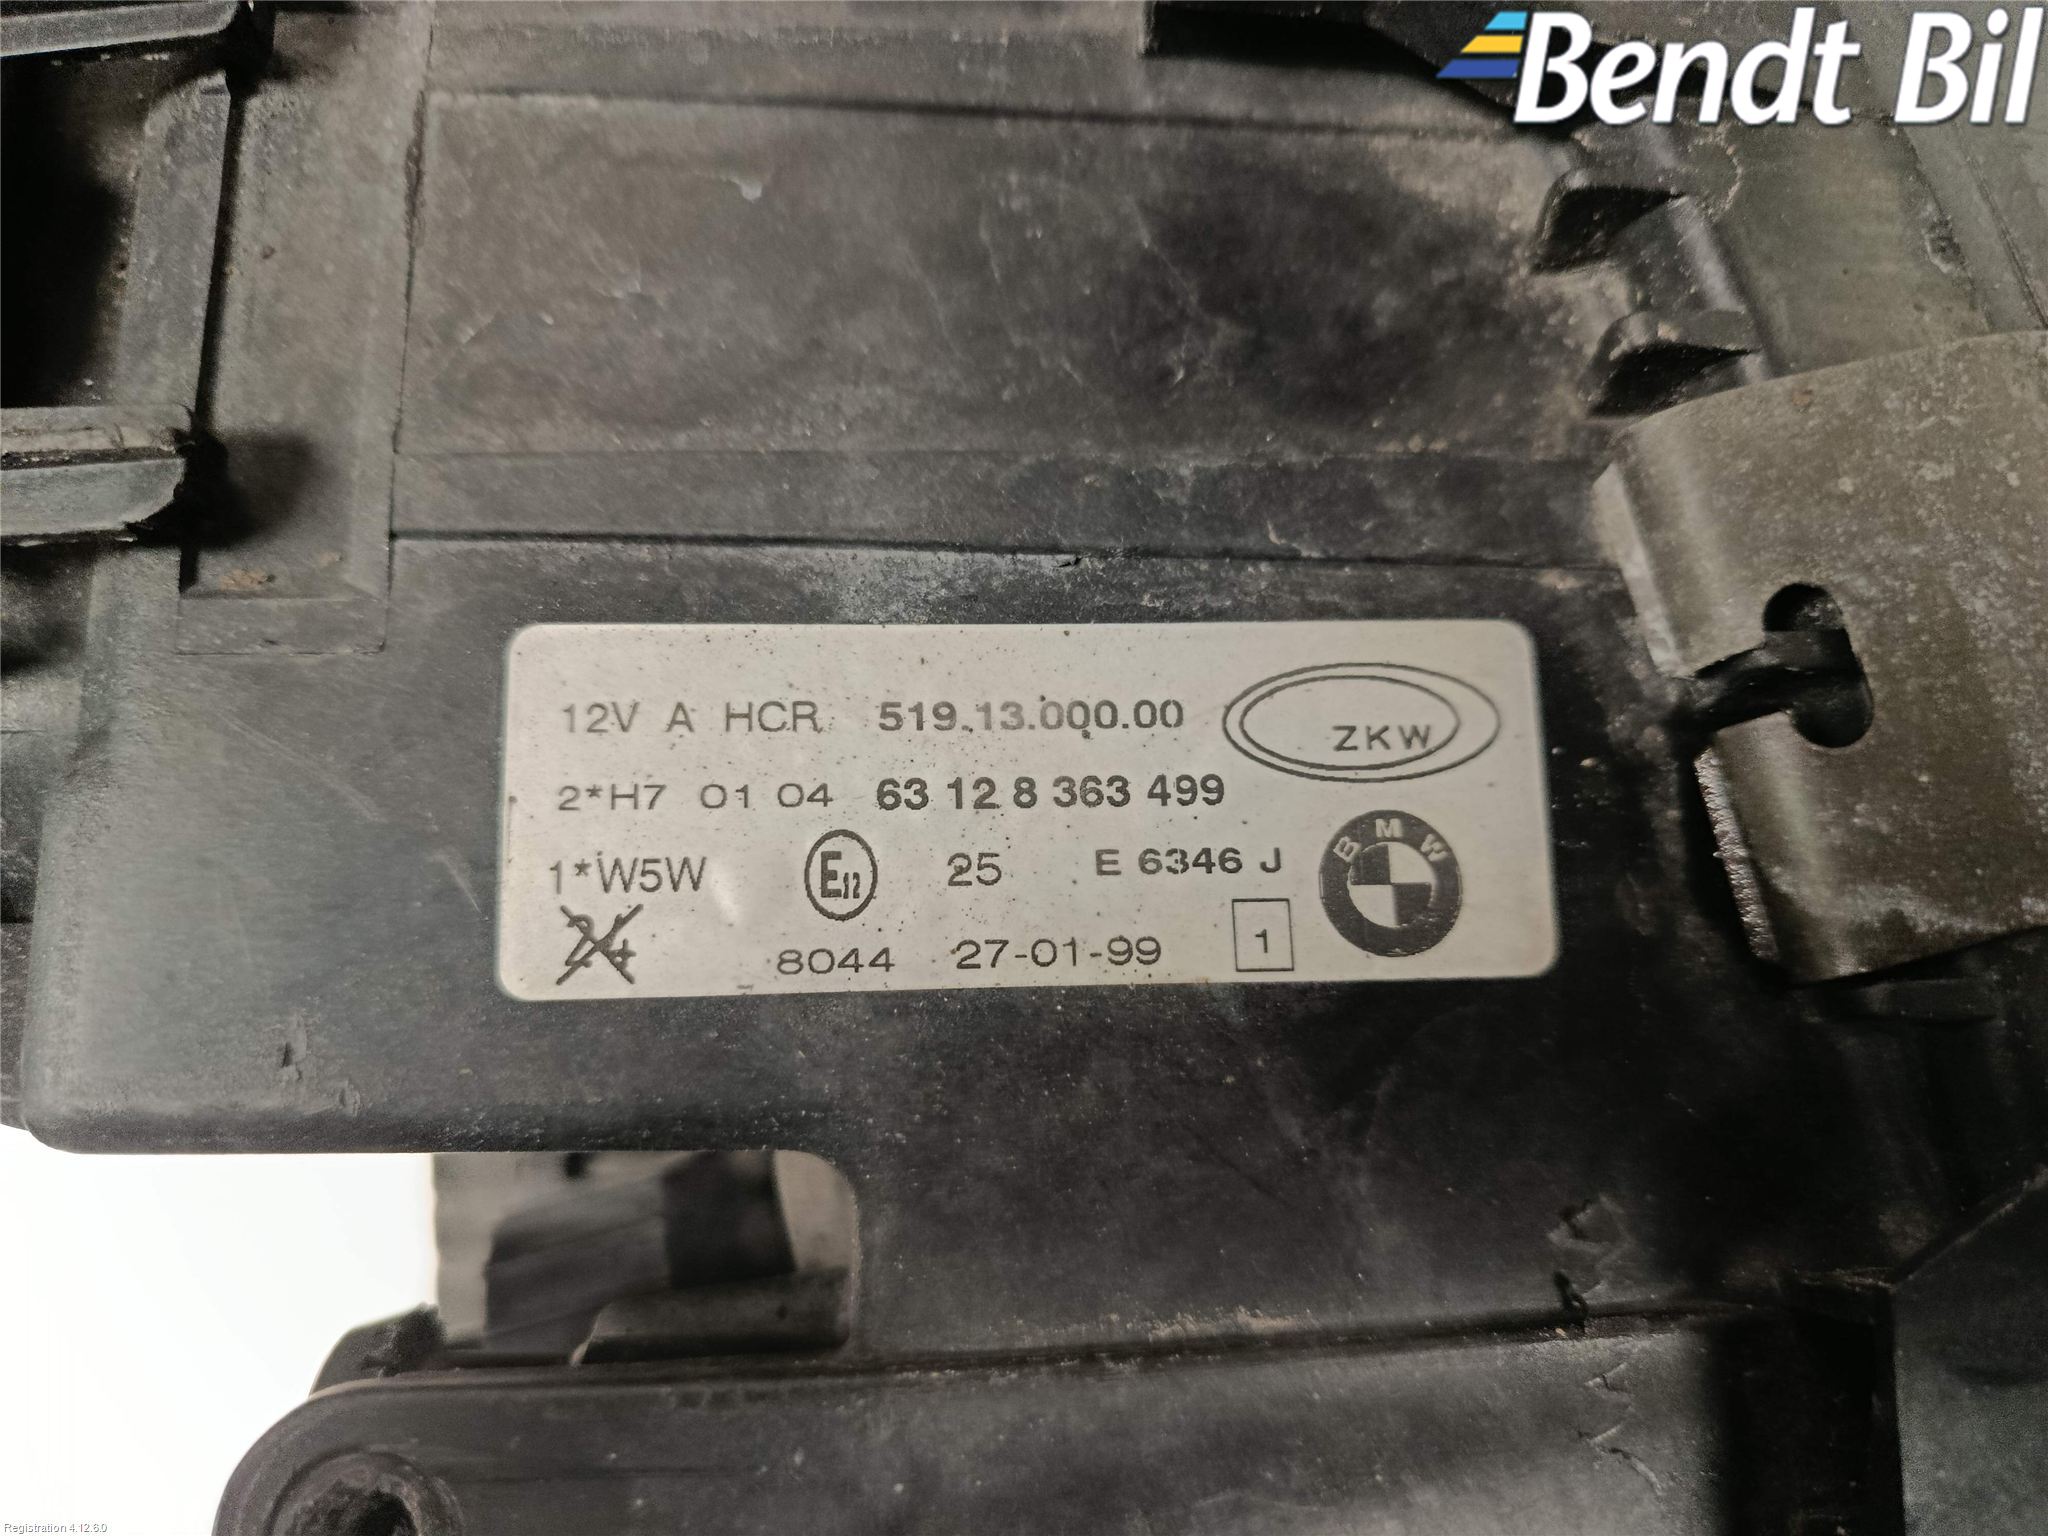 Bendt Bil
12V A HCR 519.13.000.00
ZKW
2*H7 01 04 63 12 8 363 499
BMW
1*W5W E12 25 E 6346 J
24 8044 27-01-99 1
Registration 4.12.6.0